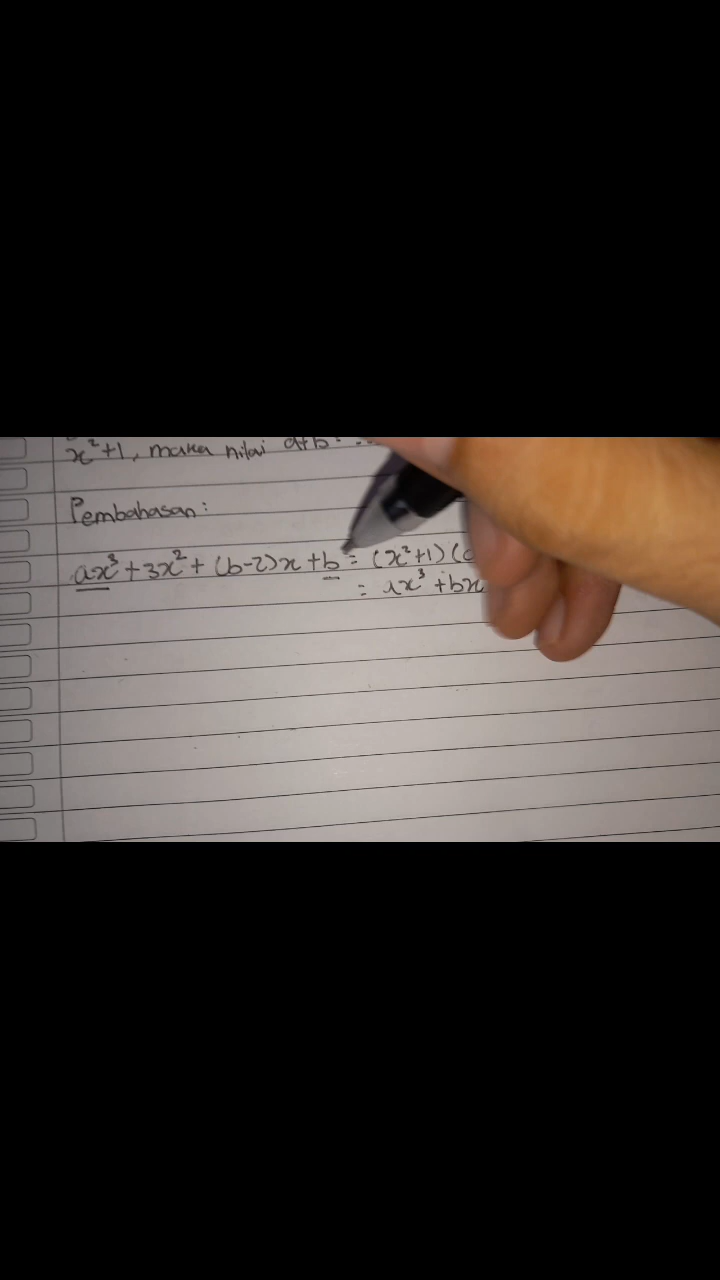 x²+1, maka nilai a+b = ...
Pembahasan:
ax³ + 3x² + (b-2)x + b = (x²+1)(
= ax³ + bx